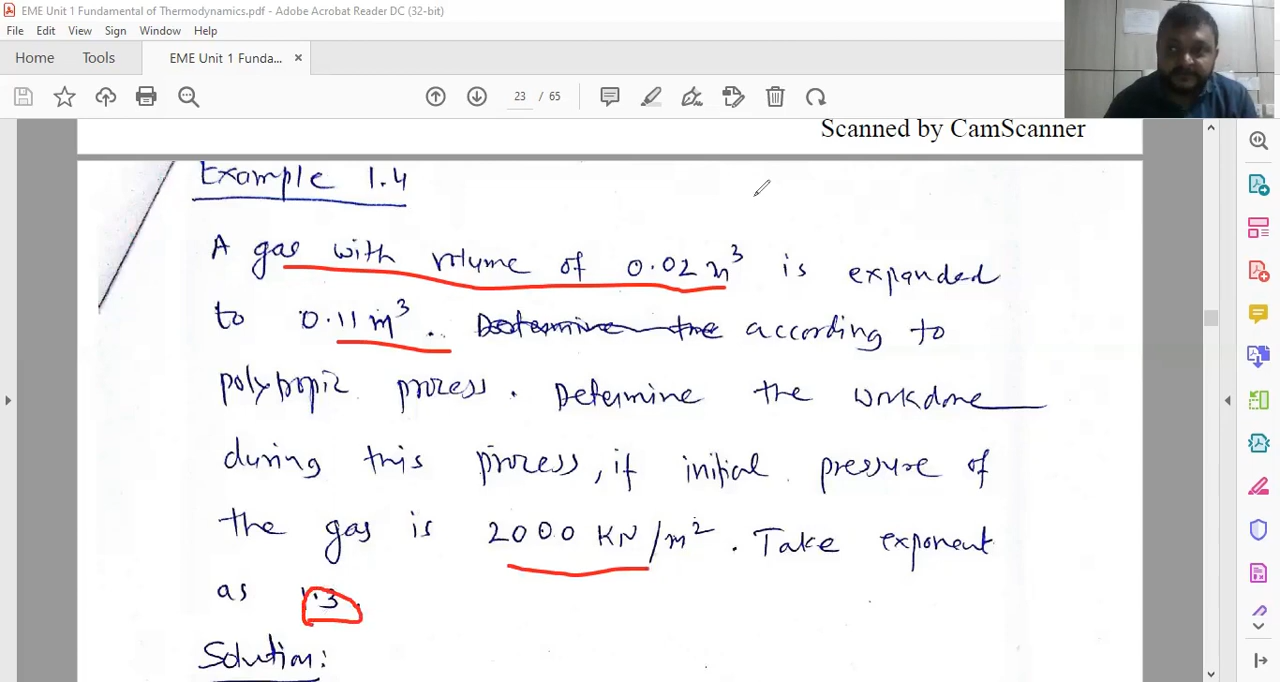 EME Unit 1 Fundamental of Thermodynamics.pdf - Adobe Acrobat Reader DC (32-bit)
File Edit View Sign Window Help
Home Tools EME Unit 1 Funda... ×
23 / 65
Scanned by CamScanner
Example 1.4
A gas with volume of 0.02 m³ is expanded
to 0.11 m³. Determine the according to
polytropic process. Determine the workdone
during this process, if initial pressure of
the gas is 2000 KN/m². Take exponent
as 1.3.
Solution: